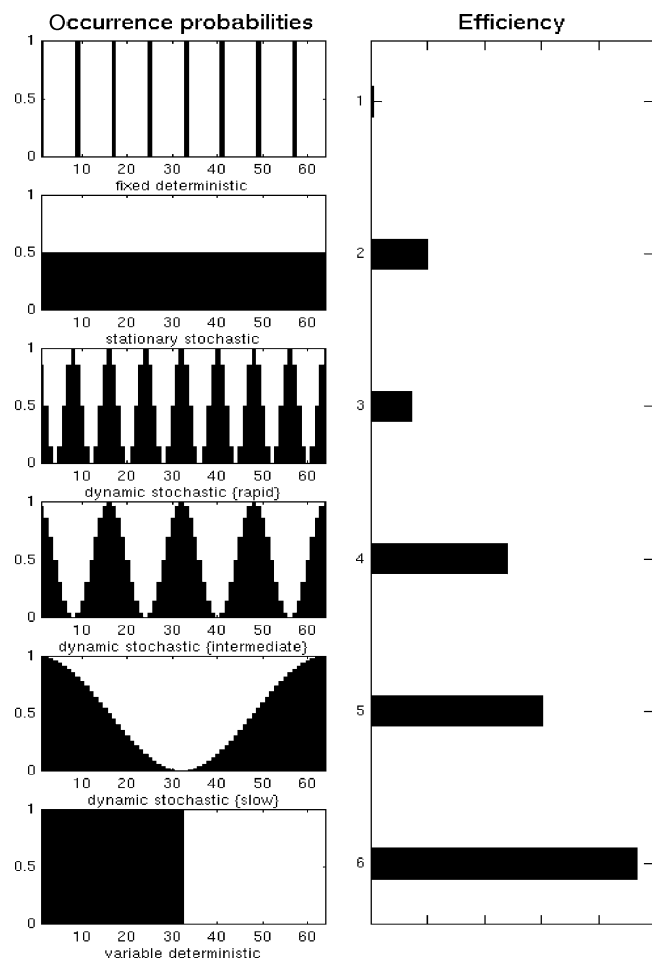 Occurrence probabilities
Efficiency
1
0.5
0
10 20 30 40 50 60
fixed deterministic
1
0.5
0
10 20 30 40 50 60
stationary stochastic
1
0.5
0
10 20 30 40 50 60
dynamic stochastic {rapid}
1
0.5
0
10 20 30 40 50 60
dynamic stochastic {intermediate}
1
0.5
0
10 20 30 40 50 60
dynamic stochastic {slow}
1
0.5
0
10 20 30 40 50 60
variable deterministic
1
2
3
4
5
6